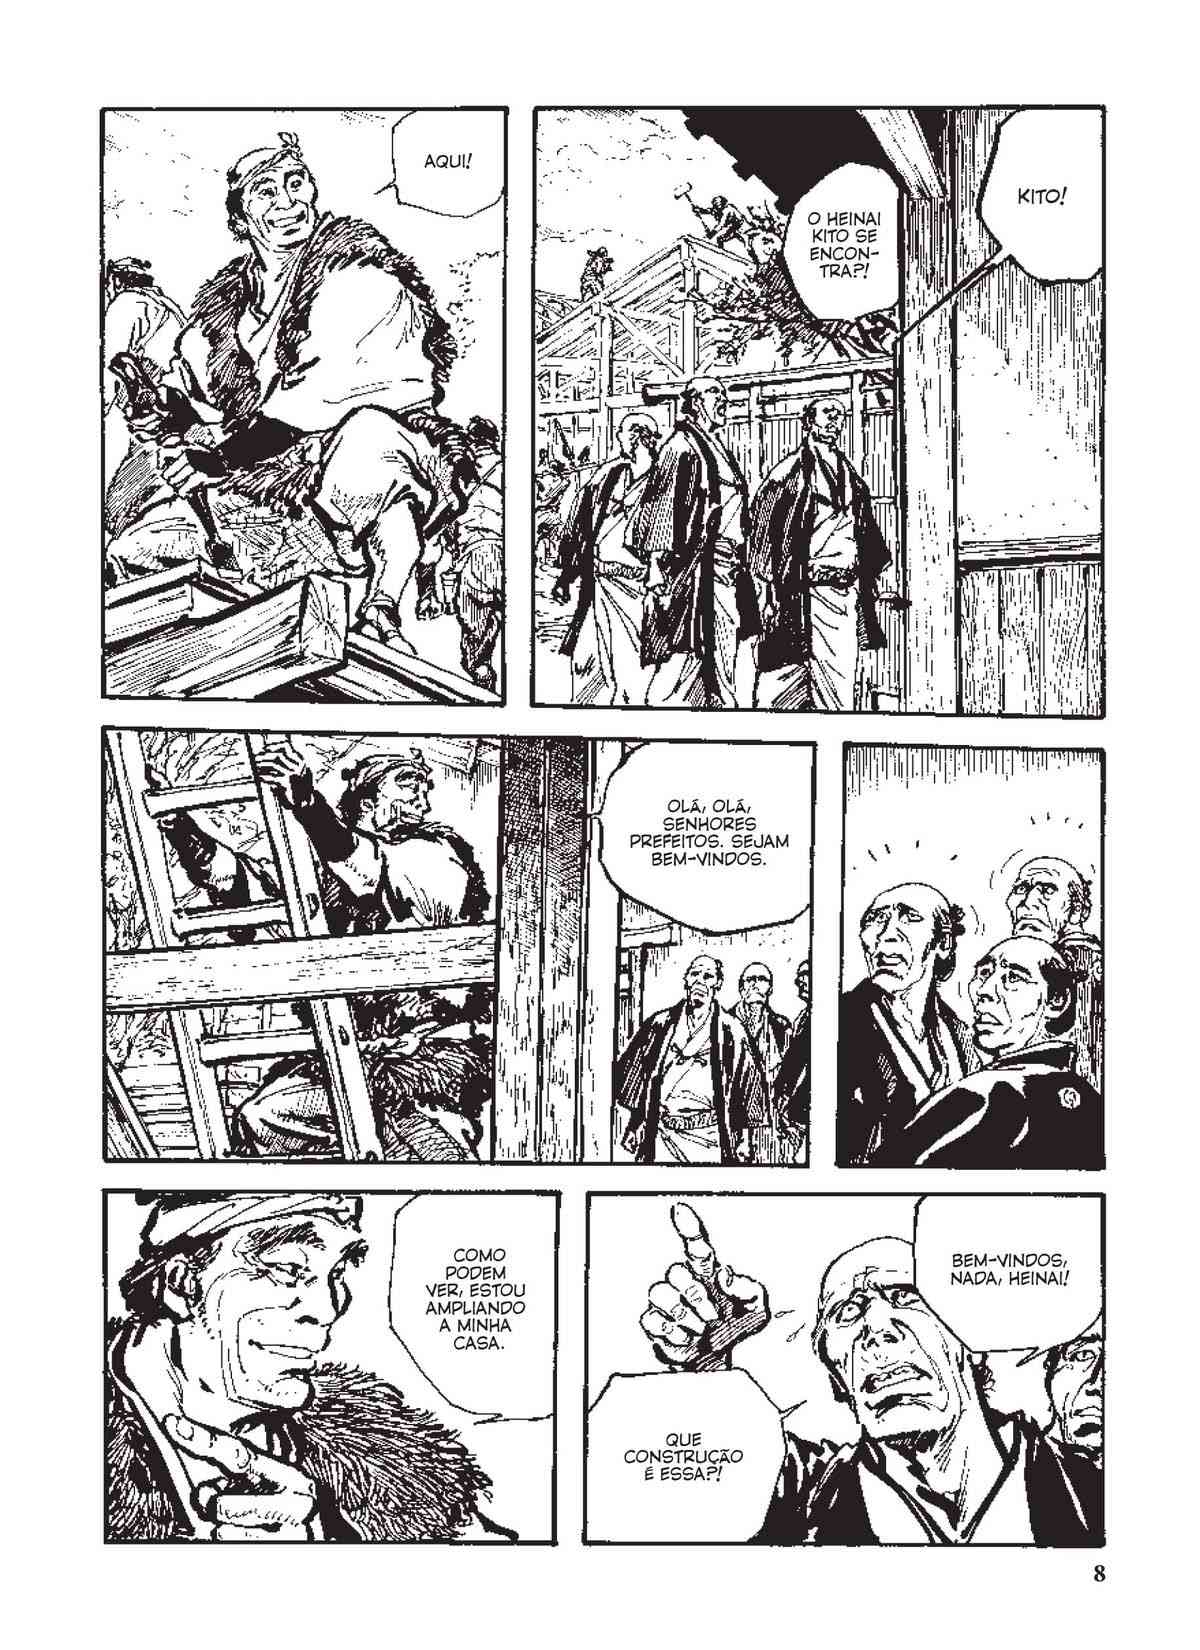 KITO!
O HEINAI
KITO SE
ENCON-
TRA?!
AQUI!
OLÁ, OLÁ,
SENHORES
PREFEITOS. SEJAM
BEM-VINDOS.
BEM-VINDOS,
NADA, HEINAI!
QUE
CONSTRUÇÃO
É ESSA?!
COMO
PODEM
VER, ESTOU
AMPLIANDO
A MINHA
CASA.
8